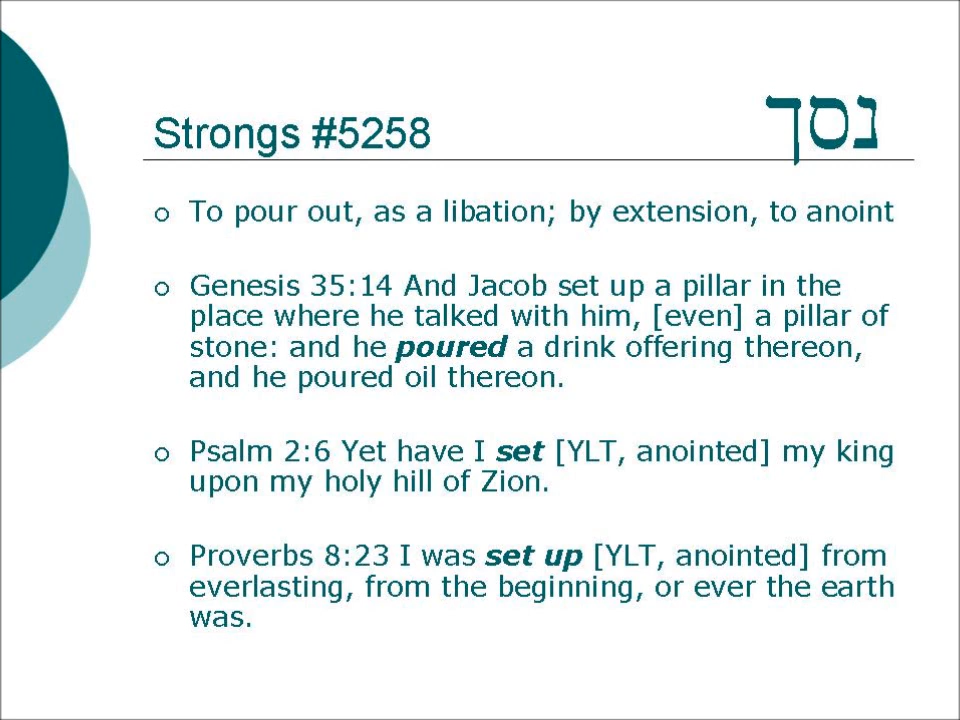 Strongs #5258 נסך
To pour out, as a libation; by extension, to anoint
Genesis 35:14 And Jacob set up a pillar in the
place where he talked with him, [even] a pillar of
stone: and he poured a drink offering thereon,
and he poured oil thereon.
Psalm 2:6 Yet have I set [YLT, anointed] my king
upon my holy hill of Zion.
Proverbs 8:23 I was set up [YLT, anointed] from
everlasting, from the beginning, or ever the earth
was.